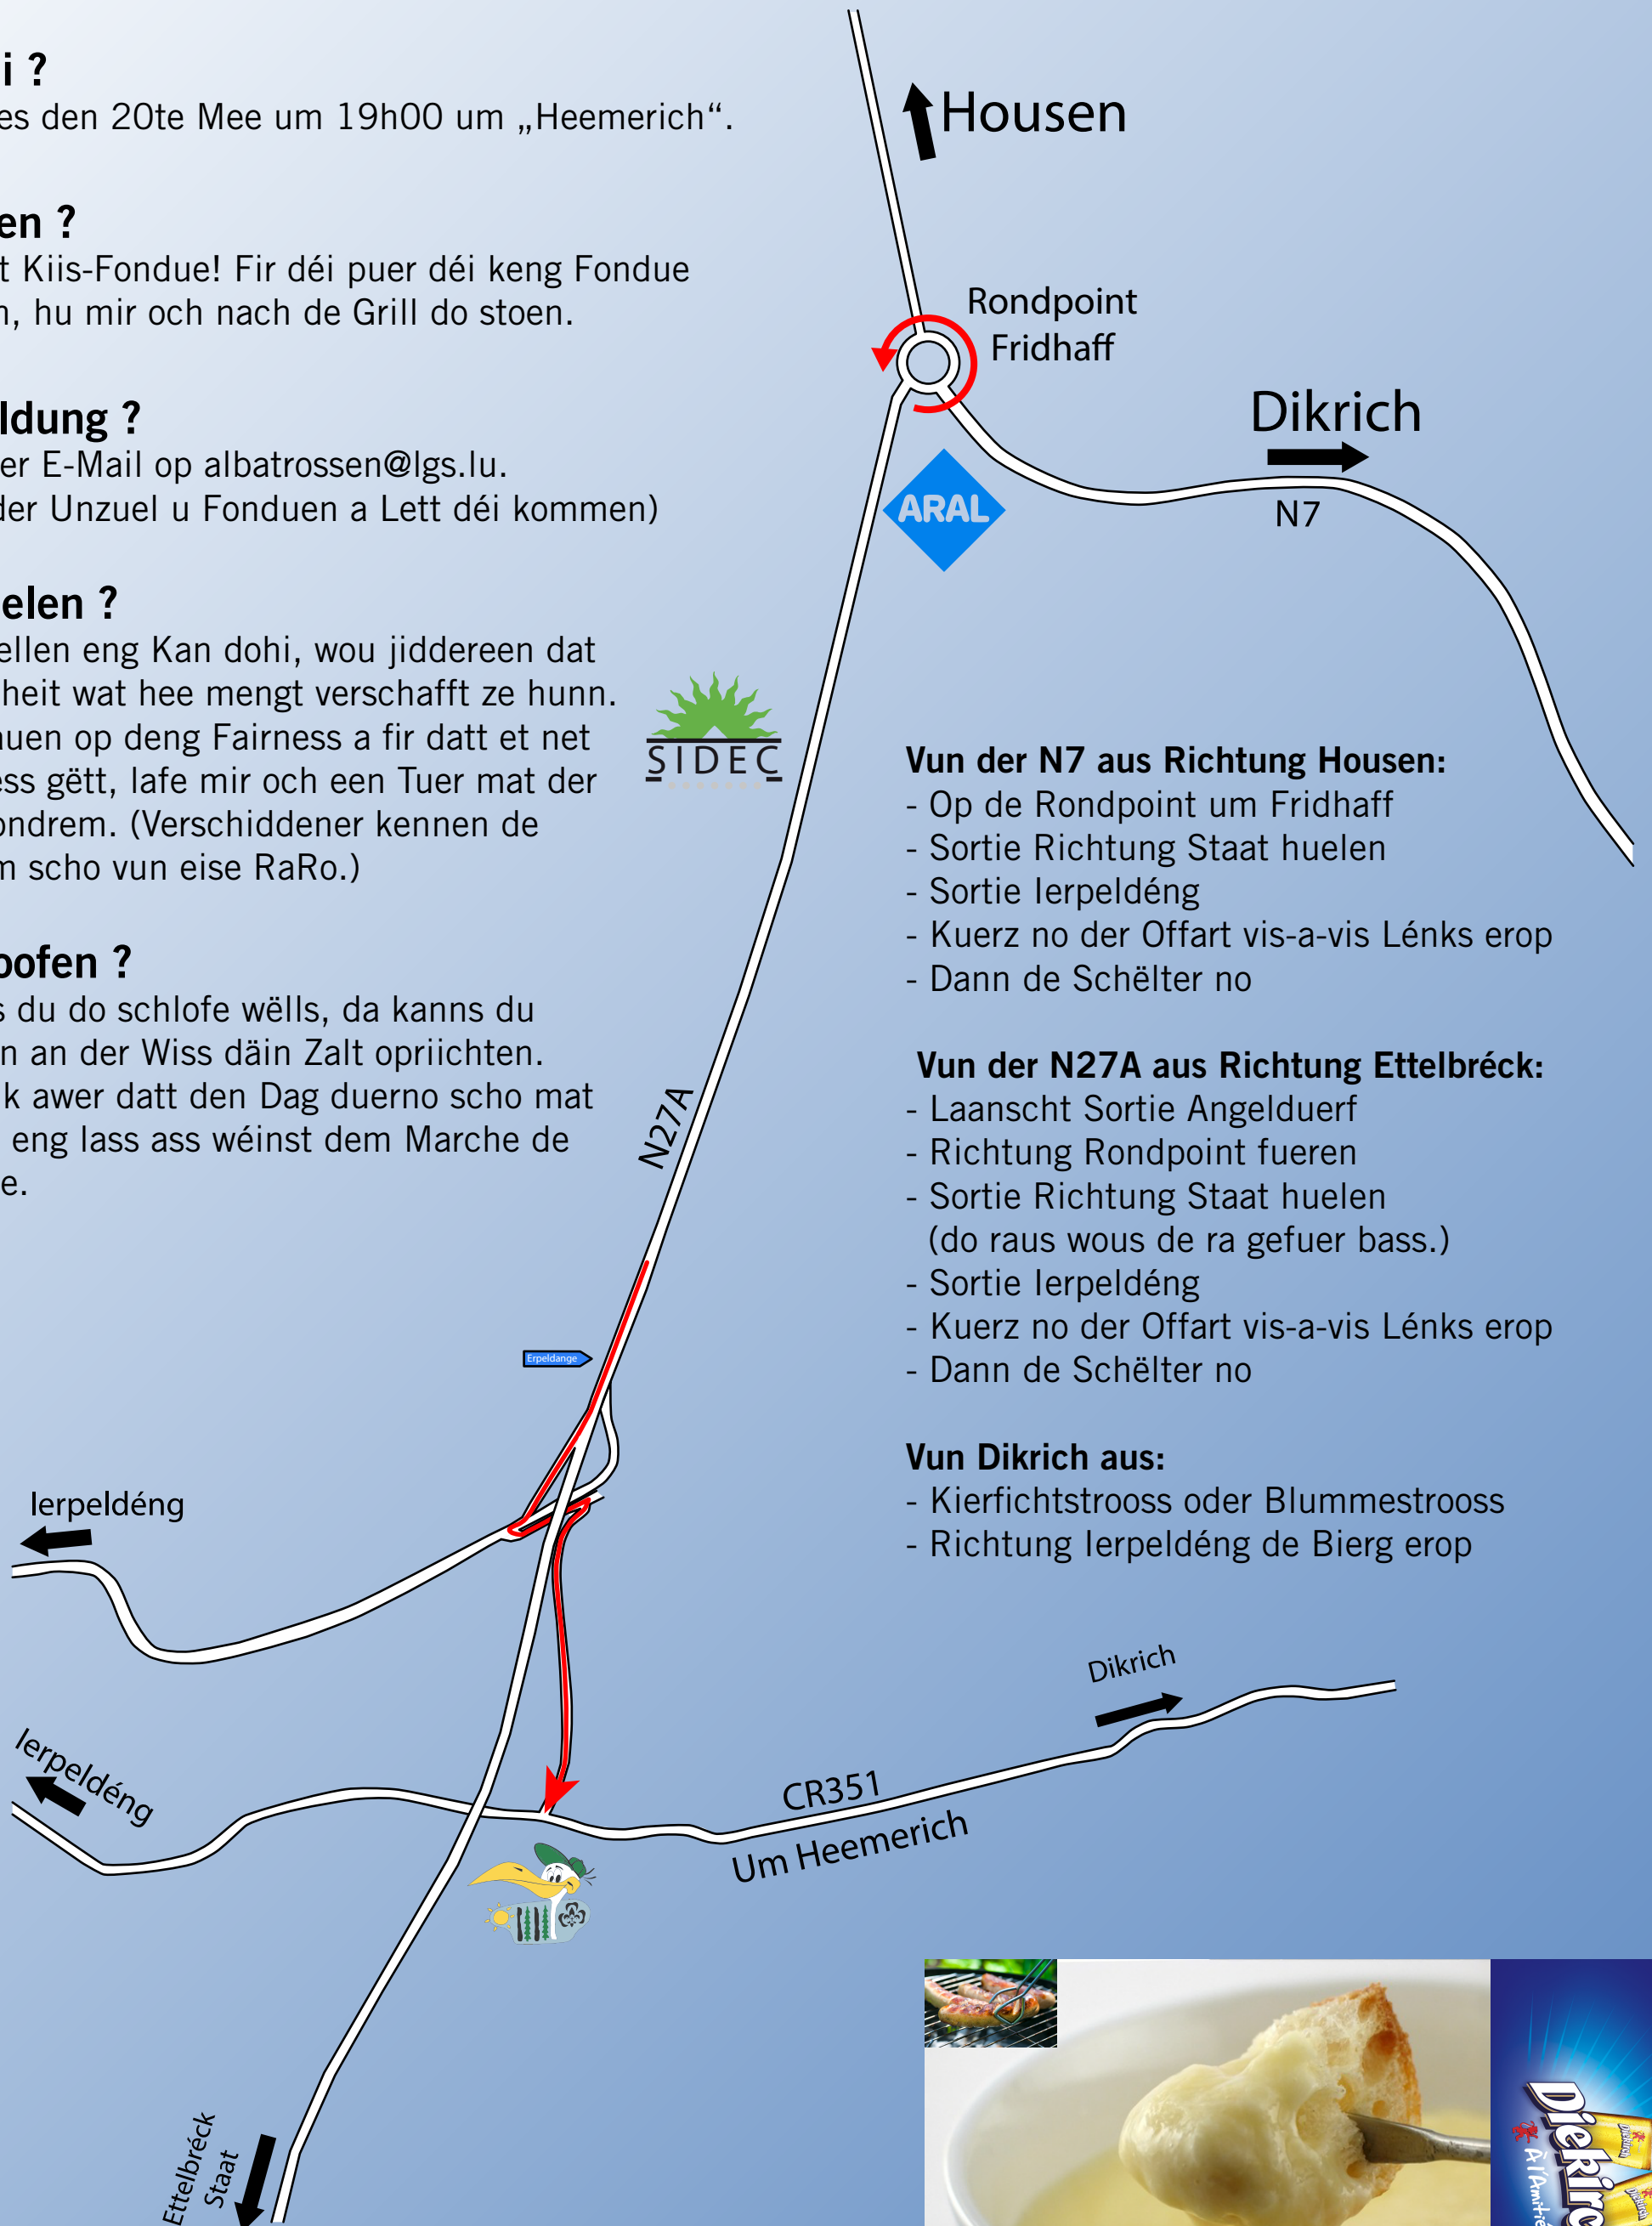 i ?
es den 20te Mee um 19h00 um „Heemerich“.
en ?
t Kiis-Fondue! Fir déi puer déi keng Fondue
n, hu mir och nach de Grill do stoen.
ldung ?
er E-Mail op albatrossen@lgs.lu.
der Unzuel u Fonduen a Lett déi kommen)
elen ?
ellen eng Kan dohi, wou jiddereen dat
heit wat hee mengt verschafft ze hunn.
auen op deng Fairness a fir datt et net
ess gëtt, lafe mir och een Tuer mat der
ondrem. (Verschiddener kennen de
m scho vun eise RaRo.)
oofen ?
s du do schlofe wëlls, da kanns du
n an der Wiss däin Zalt opriichten.
k awer datt den Dag duerno scho mat
eng lass ass wéinst dem Marche de
e.
Housen
Rondpoint
Fridhaff
Dikrich
N7
ARAL
SIDEC
N27A
Erpeldange
Vun der N7 aus Richtung Housen:
- Op de Rondpoint um Fridhaff
- Sortie Richtung Staat huelen
- Sortie Ierpeldéng
- Kuerz no der Offart vis-a-vis Lénks erop
- Dann de Schëlter no
Vun der N27A aus Richtung Ettelbréck:
- Laanscht Sortie Angelduerf
- Richtung Rondpoint fueren
- Sortie Richtung Staat huelen
(do raus wous de ra gefuer bass.)
- Sortie Ierpeldéng
- Kuerz no der Offart vis-a-vis Lénks erop
- Dann de Schëlter no
Vun Dikrich aus:
- Kierfichtstrooss oder Blummestrooss
- Richtung Ierpeldéng de Bierg erop
Ierpeldéng
Ierpeldéng
Dikrich
CR351
Um Heemerich
Ettelbréck
Staat
Diekirc
À l'Amitié